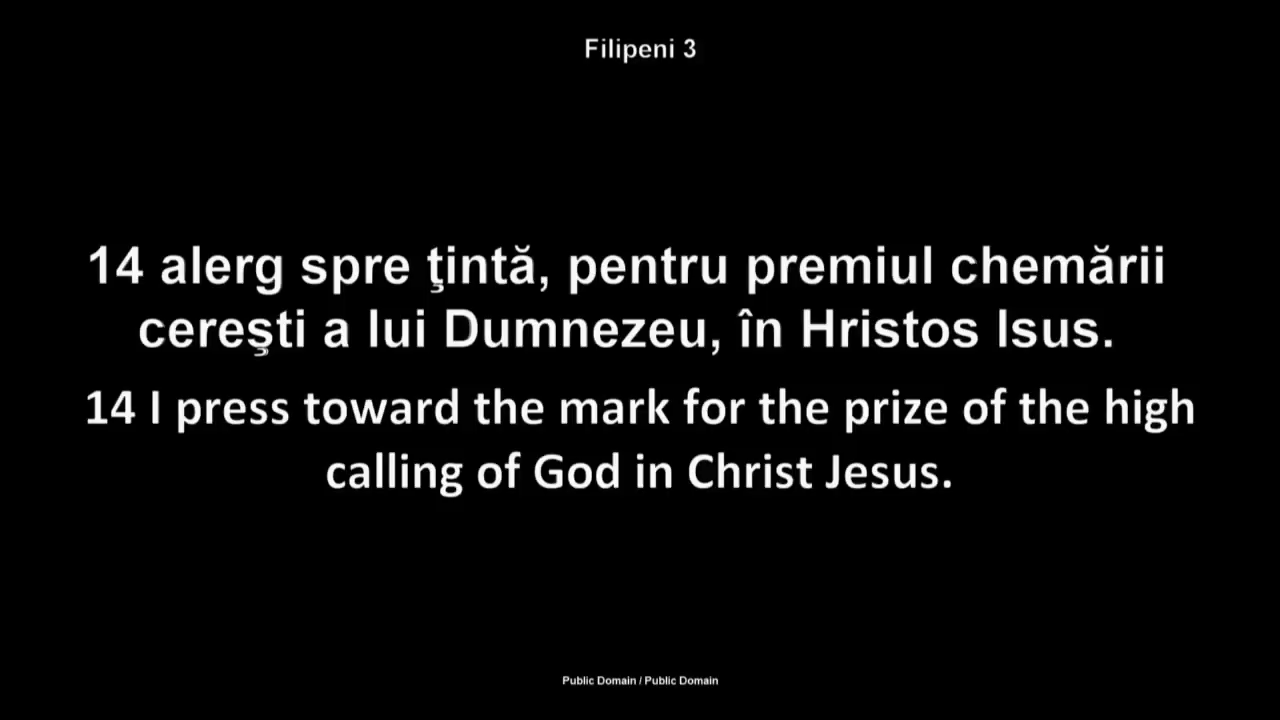 Filipeni 3
14 alerg spre ţintă, pentru premiul chemării
cereşti a lui Dumnezeu, în Hristos Isus.
14 I press toward the mark for the prize of the high
calling of God in Christ Jesus.
Public Domain / Public Domain